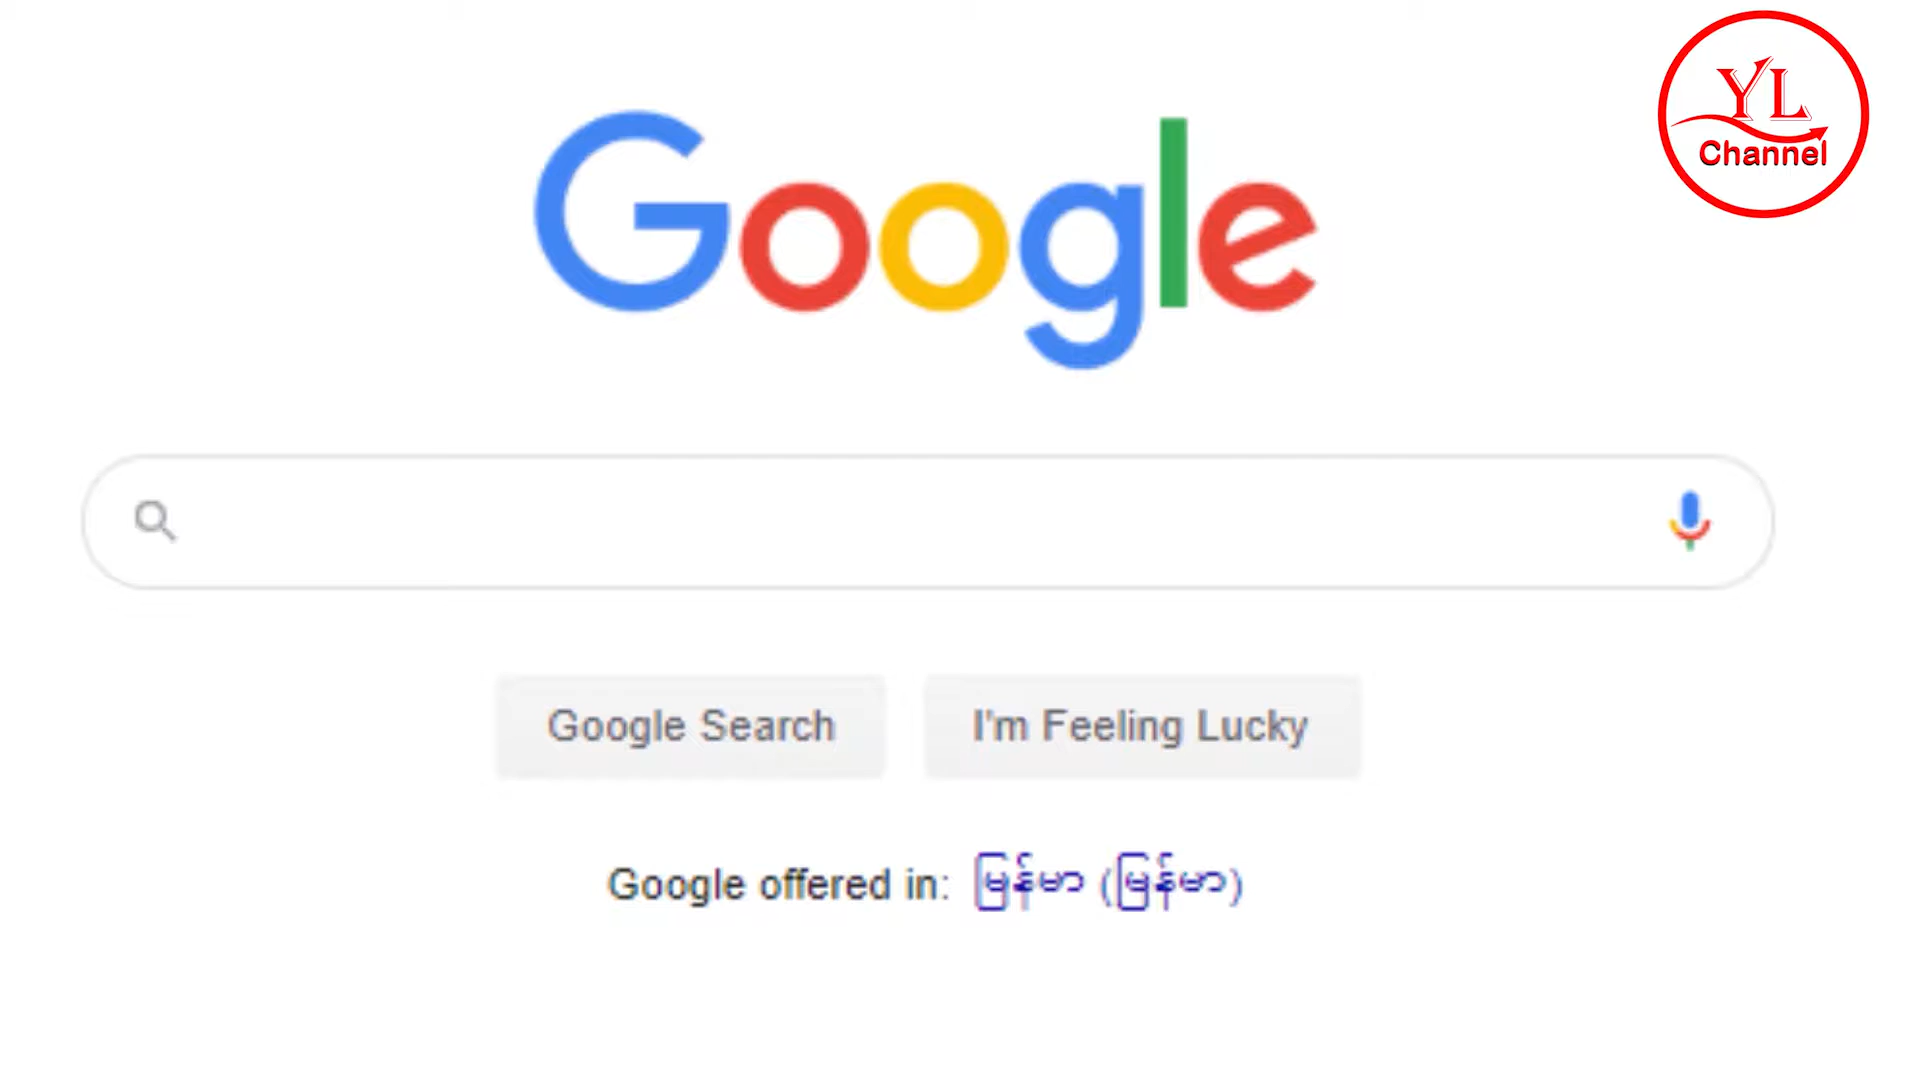 YL
Channel
Google
Google Search
I'm Feeling Lucky
Google offered in: မြန်မာ (မြန်မာ)